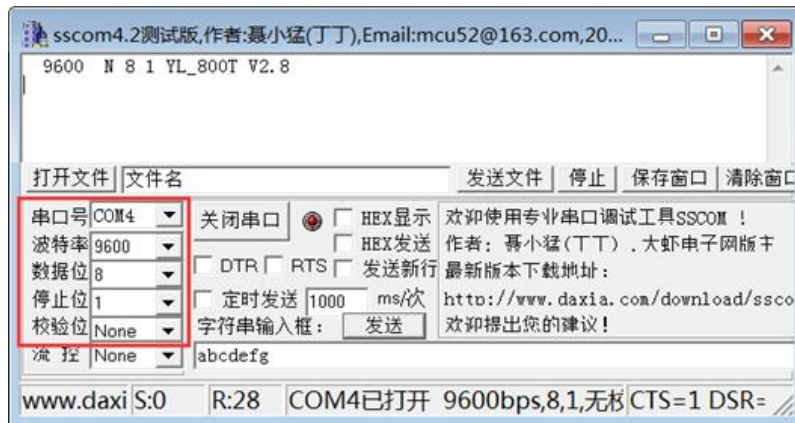 sscom4.2测试版,作者:聂小猛(丁丁),Email:mcu52@163.com,20...
9600 N 8 1 YL_800T V2.8
打开文件 文件名 发送文件 停止 保存窗口 清除窗口
串口号 COM4 关闭串口 HEX显示 欢迎使用专业串口调试工具SSCOM !
波特率 9600 HEX发送 作者: 聂小猛(丁丁) .大虾电子网版主
数据位 8 DTR RTS 发送新行 最新版本下载地址:
停止位 1 定时发送 1000 ms/次 http://www.daxia.com/download/ssco
校验位 None 字符串输入框: 发送 欢迎提出您的建议!
流 控 None abcdefg
www.daxi S:0 R:28 COM4已打开 9600bps,8,1,无校 CTS=1 DSR=